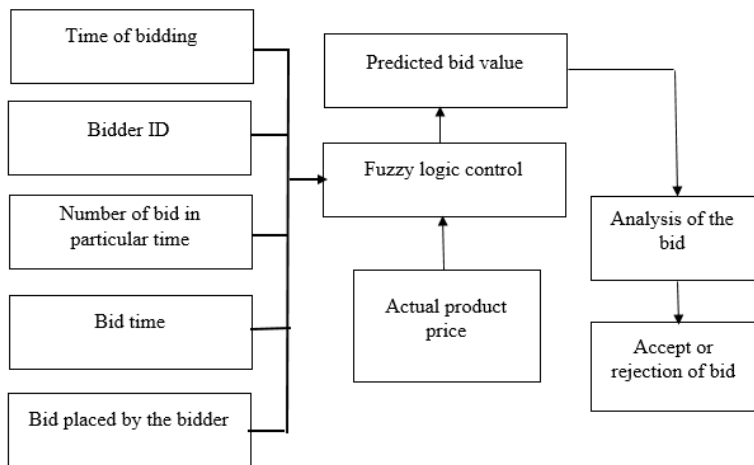 Time of bidding
Bidder ID
Number of bid in
particular time
Bid time
Bid placed by the bidder
Predicted bid value
Fuzzy logic control
Actual product
price
Analysis of the
bid
Accept or
rejection of bid